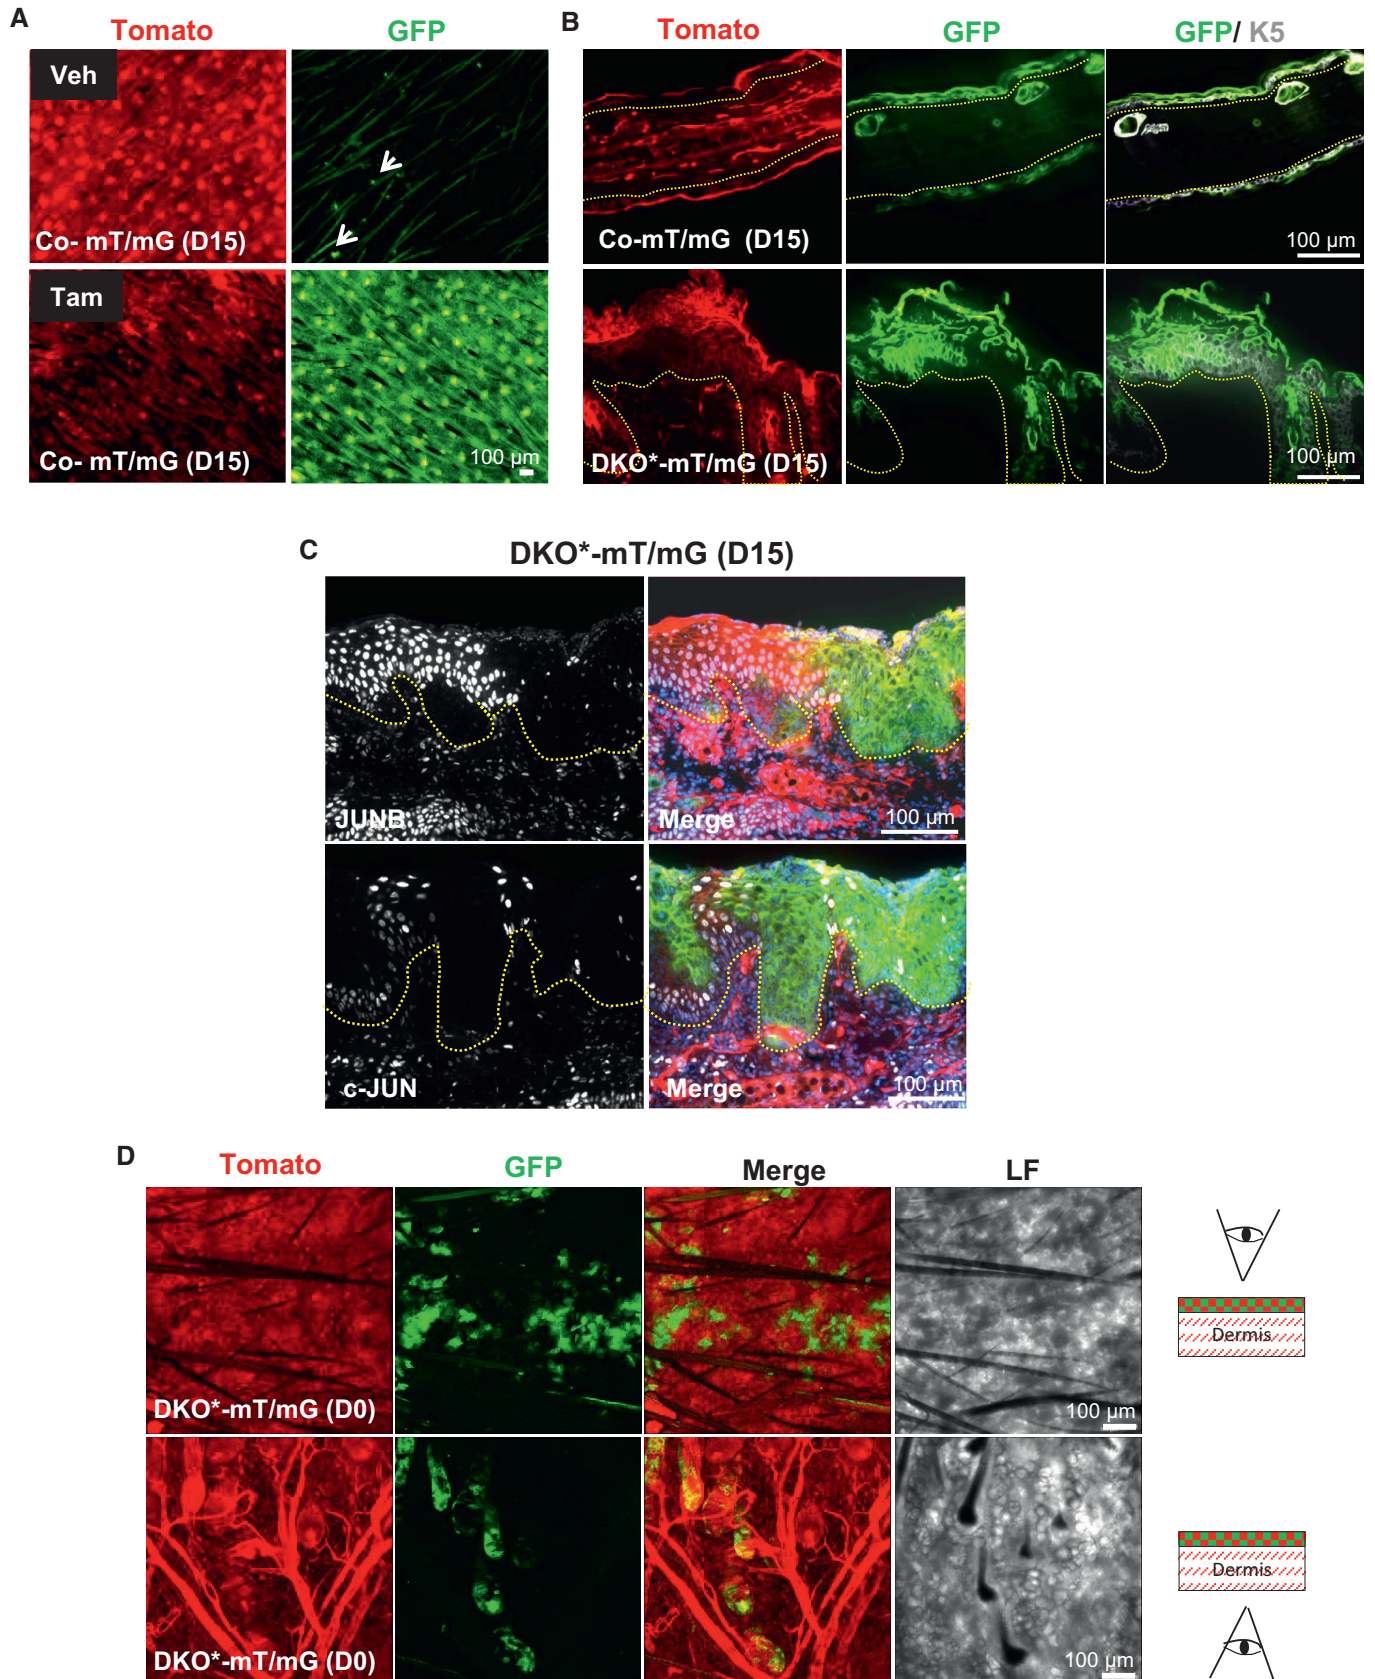 A
Tomato GFP
Veh
Co- mT/mG (D15)
Tam
Co- mT/mG (D15)
100 µm
B
Tomato GFP GFP/ K5
Co-mT/mG (D15)
100 µm
DKO*-mT/mG (D15)
100 µm
C
DKO*-mT/mG (D15)
JUNB
Merge
100 µm
c-JUN
Merge
100 µm
D
Tomato GFP Merge LF
DKO*-mT/mG (D0)
100 µm
Dermis
DKO*-mT/mG (D0)
100 µm
Dermis